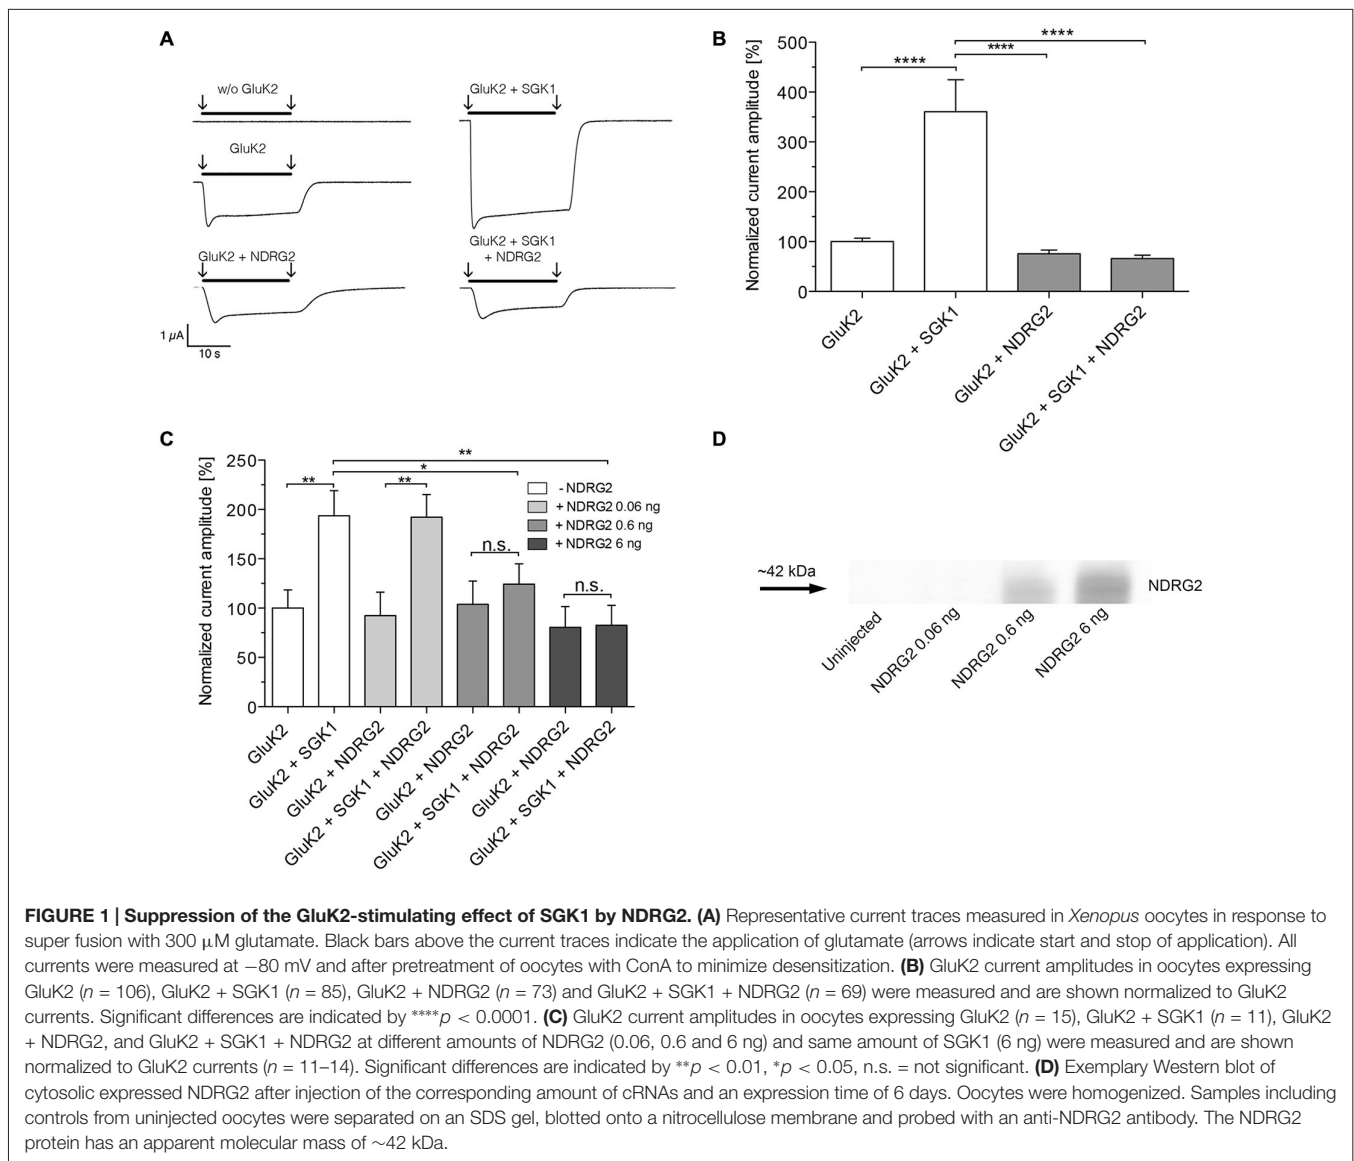 A
w/o GluK2
GluK2 + SGK1
GluK2
GluK2 + NDRG2
GluK2 + SGK1
+ NDRG2
1 µA
10 s
B
Normalized current amplitude [%]
500
400
300
200
100
0
****
****
****
GluK2
GluK2 + SGK1
GluK2 + NDRG2
GluK2 + SGK1 + NDRG2
C
Normalized current amplitude [%]
250
200
150
100
50
0
**
*
**
**
n.s.
n.s.
- NDRG2
+ NDRG2 0.06 ng
+ NDRG2 0.6 ng
+ NDRG2 6 ng
GluK2
GluK2 + SGK1
GluK2 + NDRG2
GluK2 + SGK1 + NDRG2
GluK2 + NDRG2
GluK2 + SGK1 + NDRG2
GluK2 + NDRG2
GluK2 + SGK1 + NDRG2
D
~42 kDa
NDRG2
Uninjected
NDRG2 0.06 ng
NDRG2 0.6 ng
NDRG2 6 ng
FIGURE 1 | Suppression of the GluK2-stimulating effect of SGK1 by NDRG2. (A) Representative current traces measured in Xenopus oocytes in response to
super fusion with 300 µM glutamate. Black bars above the current traces indicate the application of glutamate (arrows indicate start and stop of application). All
currents were measured at −80 mV and after pretreatment of oocytes with ConA to minimize desensitization. (B) GluK2 current amplitudes in oocytes expressing
GluK2 (n = 106), GluK2 + SGK1 (n = 85), GluK2 + NDRG2 (n = 73) and GluK2 + SGK1 + NDRG2 (n = 69) were measured and are shown normalized to GluK2
currents. Significant differences are indicated by ****p < 0.0001. (C) GluK2 current amplitudes in oocytes expressing GluK2 (n = 15), GluK2 + SGK1 (n = 11), GluK2
+ NDRG2, and GluK2 + SGK1 + NDRG2 at different amounts of NDRG2 (0.06, 0.6 and 6 ng) and same amount of SGK1 (6 ng) were measured and are shown
normalized to GluK2 currents (n = 11–14). Significant differences are indicated by **p < 0.01, *p < 0.05, n.s. = not significant. (D) Exemplary Western blot of
cytosolic expressed NDRG2 after injection of the corresponding amount of cRNAs and an expression time of 6 days. Oocytes were homogenized. Samples including
controls from uninjected oocytes were separated on an SDS gel, blotted onto a nitrocellulose membrane and probed with an anti-NDRG2 antibody. The NDRG2
protein has an apparent molecular mass of ∼42 kDa.